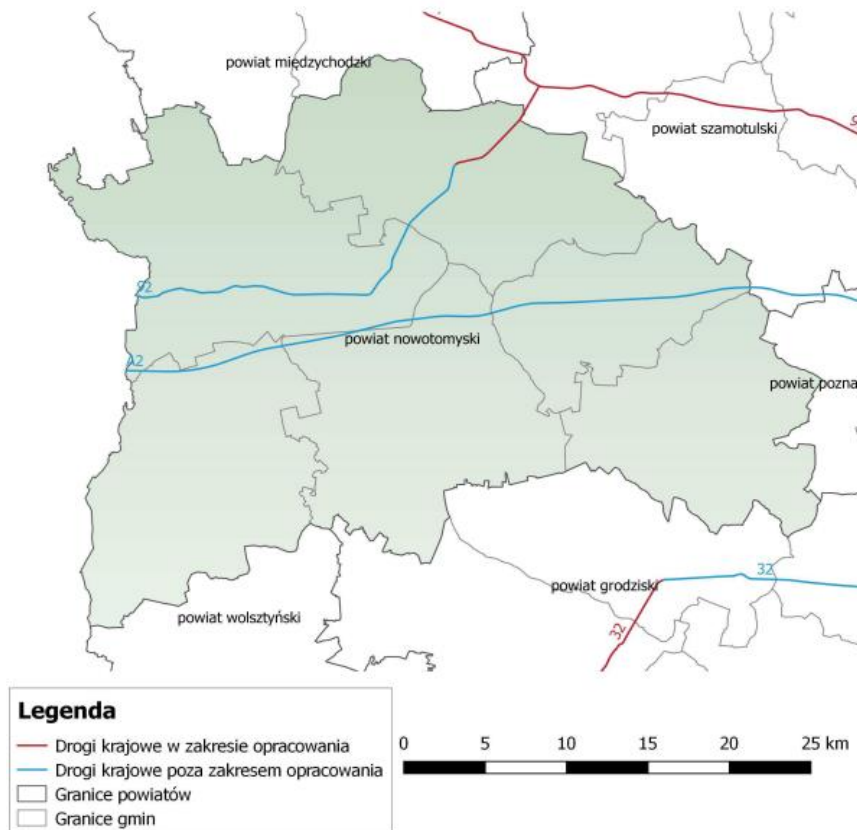 powiat międzychodzki
powiat szamotulski
92
powiat nowotomyski
A2
powiat pozna
powiat grodziski
32
32
powiat wolsztyński
Legenda
Drogi krajowe w zakresie opracowania
Drogi krajowe poza zakresem opracowania
Granice powiatów
Granice gmin
0 5 10 15 20 25 km